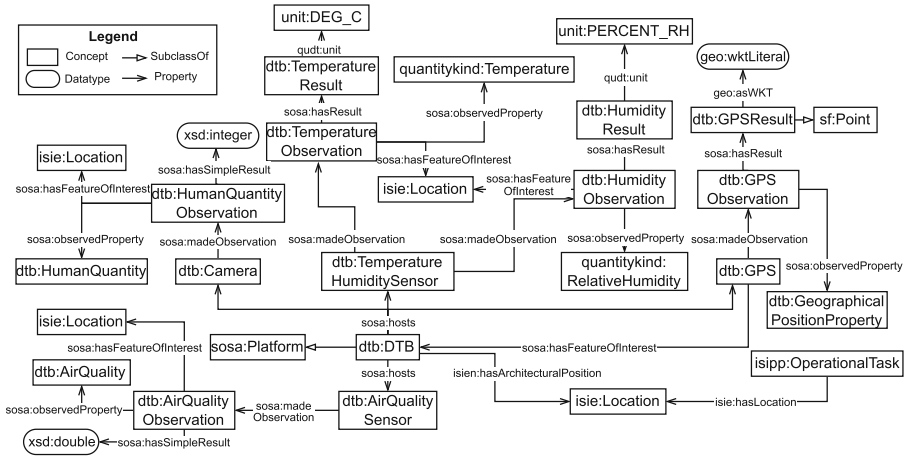 Legend
Concept
SubclassOf
Datatype
Property
unit:DEG_C
qudt:unit
dtb:Temperature
Result
sosa:hasResult
dtb:Temperature
Observation
quantitykind:Temperature
sosa:observedProperty
sosa:hasFeatureOfInterest
isie:Location
unit:PERCENT_RH
qudt:unit
dtb:Humidity
Result
sosa:hasResult
sosa:hasFeature
OfInterest
dtb:Humidity
Observation
sosa:observedProperty
quantitykind:
RelativeHumidity
geo:wktLiteral
geo:asWKT
dtb:GPSResult
sf:Point
sosa:hasResult
dtb:GPS
Observation
sosa:madeObservation
dtb:GPS
sosa:observedProperty
dtb:Geographical
PositionProperty
xsd:integer
isie:Location
sosa:hasSimpleResult
sosa:hasFeatureOfInterest
dtb:HumanQuantity
Observation
sosa:observedProperty
sosa:madeObservation
dtb:HumanQuantity
dtb:Camera
sosa:madeObservation
sosa:madeObservation
dtb:Temperature
HumiditySensor
sosa:hosts
isie:Location
sosa:hasFeatureOfInterest
sosa:Platform
dtb:DTB
sosa:hasFeatureOfInterest
isipp:OperationalTask
dtb:AirQuality
sosa:hosts
isien:hasArchitecturalPosition
sosa:observedProperty
dtb:AirQuality
Observation
sosa:made
Observation
dtb:AirQuality
Sensor
isie:Location
isie:hasLocation
xsd:double
sosa:hasSimpleResult